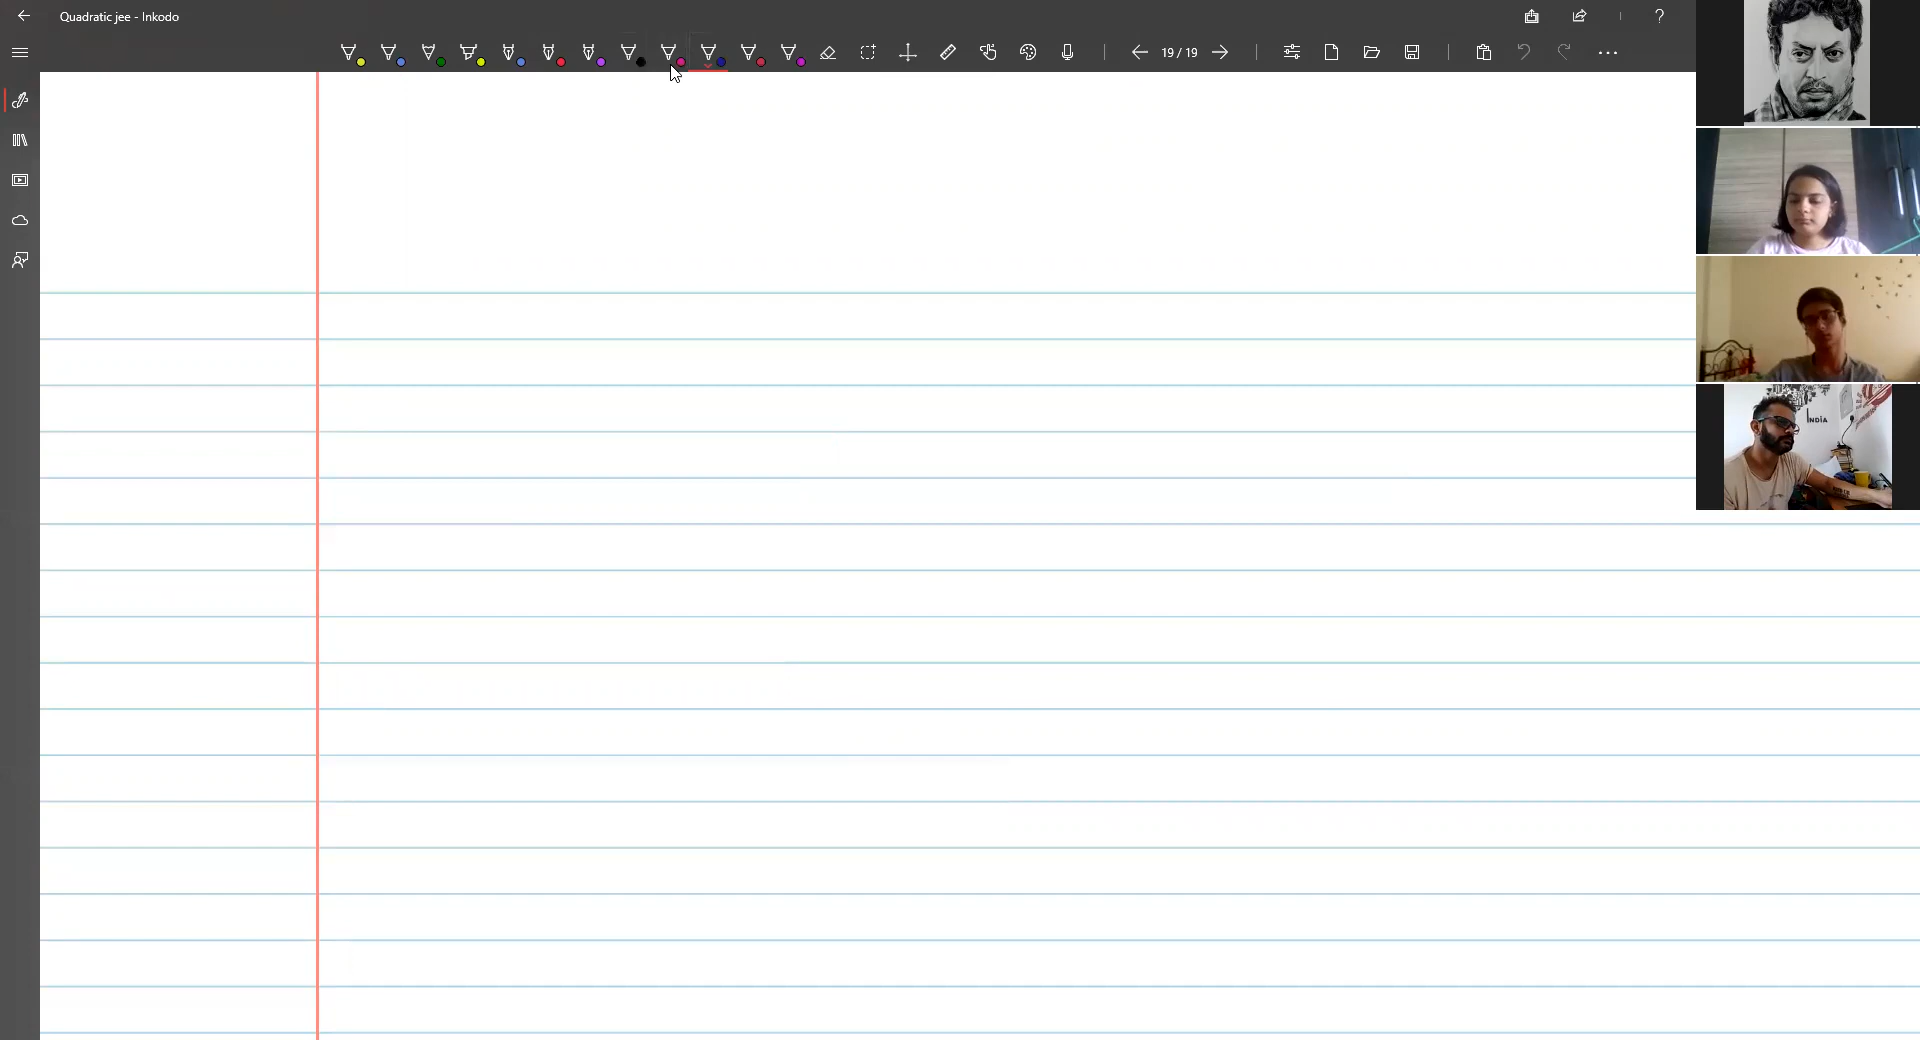 Quadratic jee - Inkodo
?
19 / 19
INDIA